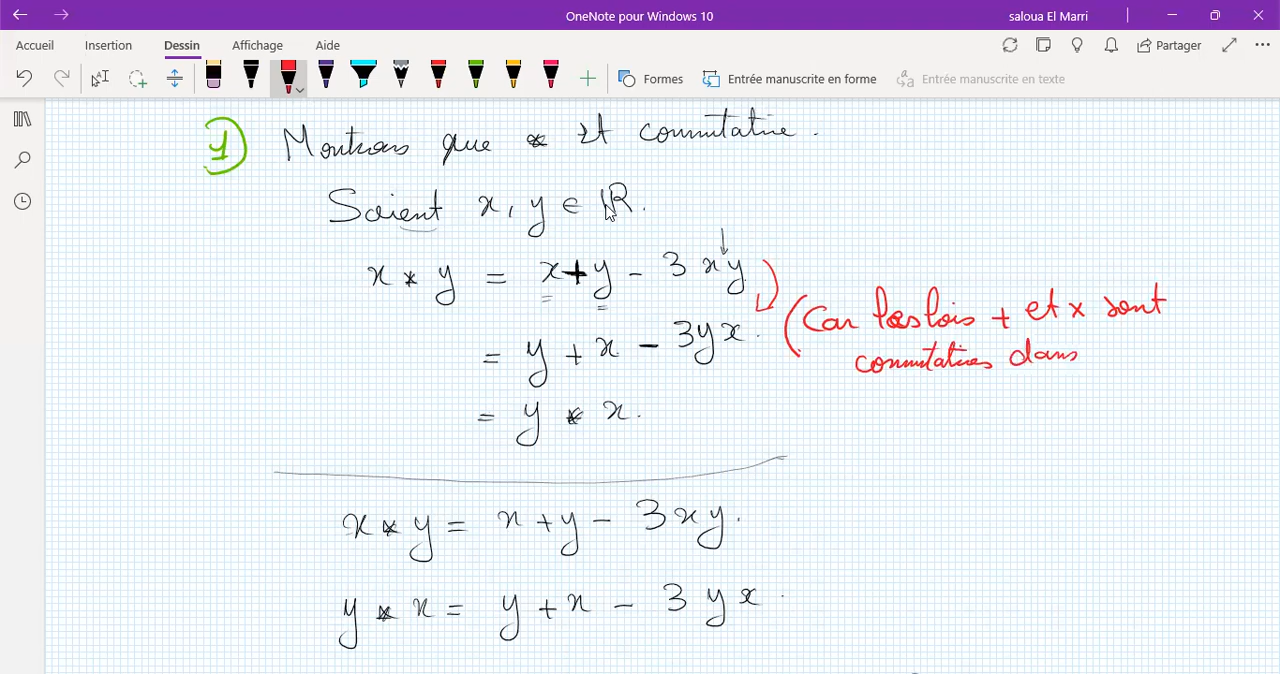 OneNote pour Windows 10
saloua El Marri
Accueil Insertion Dessin Affichage Aide
Partager
Formes Entrée manuscrite en forme Entrée manuscrite en texte
1) Montrons que * est commutative.
Soient x, y ∈ ℝ.
x * y = x + y - 3xy
= y + x - 3yx.
(Car les lois + et x sont
commutatives dans
= y * x.
x * y = x + y - 3xy.
y * x = y + x - 3yx.